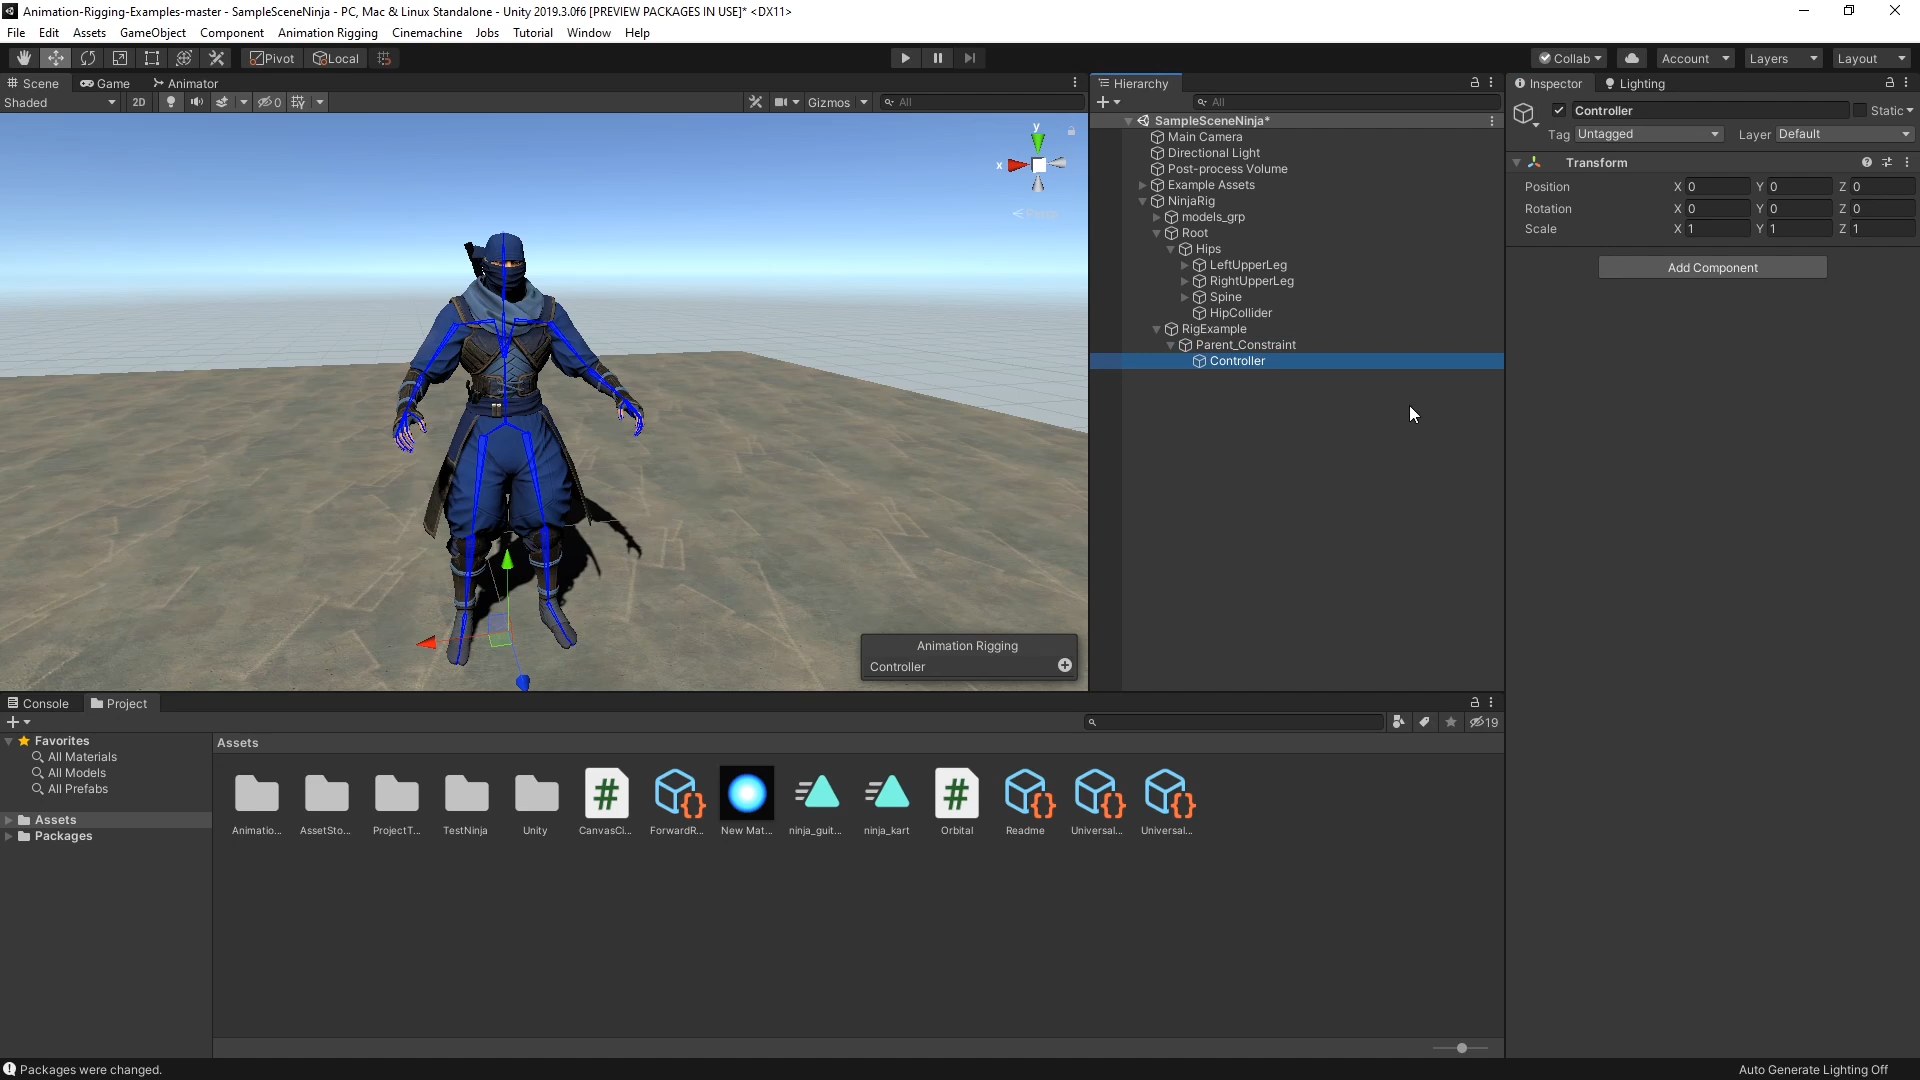 Animation-Rigging-Examples-master - SampleSceneNinja - PC, Mac & Linux Standalone - Unity 2019.3.0f6 [PREVIEW PACKAGES IN USE]* <DX11>
File Edit Assets GameObject Component Animation Rigging Cinemachine Jobs Tutorial Window Help
Pivot Local Collab Account Layers Layout
Scene Game Animator
Shaded 2D 0 Gizmos All
y
x
Persp
Animation Rigging
Controller
Hierarchy
All
SampleSceneNinja*
Main Camera
Directional Light
Post-process Volume
Example Assets
NinjaRig
models_grp
Root
Hips
LeftUpperLeg
RightUpperLeg
Spine
HipCollider
RigExample
Parent_Constraint
Controller
Inspector Lighting
Controller Static
Tag Untagged Layer Default
Transform
Position X 0 Y 0 Z 0
Rotation X 0 Y 0 Z 0
Scale X 1 Y 1 Z 1
Add Component
Console Project
19
Favorites
All Materials
All Models
All Prefabs
Assets
Packages
Assets
Animatio... AssetSto... ProjectT... TestNinja Unity CanvasCi... ForwardR... New Mat... ninja_guit... ninja_kart Orbital Readme Universal... Universal...
Packages were changed.
Auto Generate Lighting Off